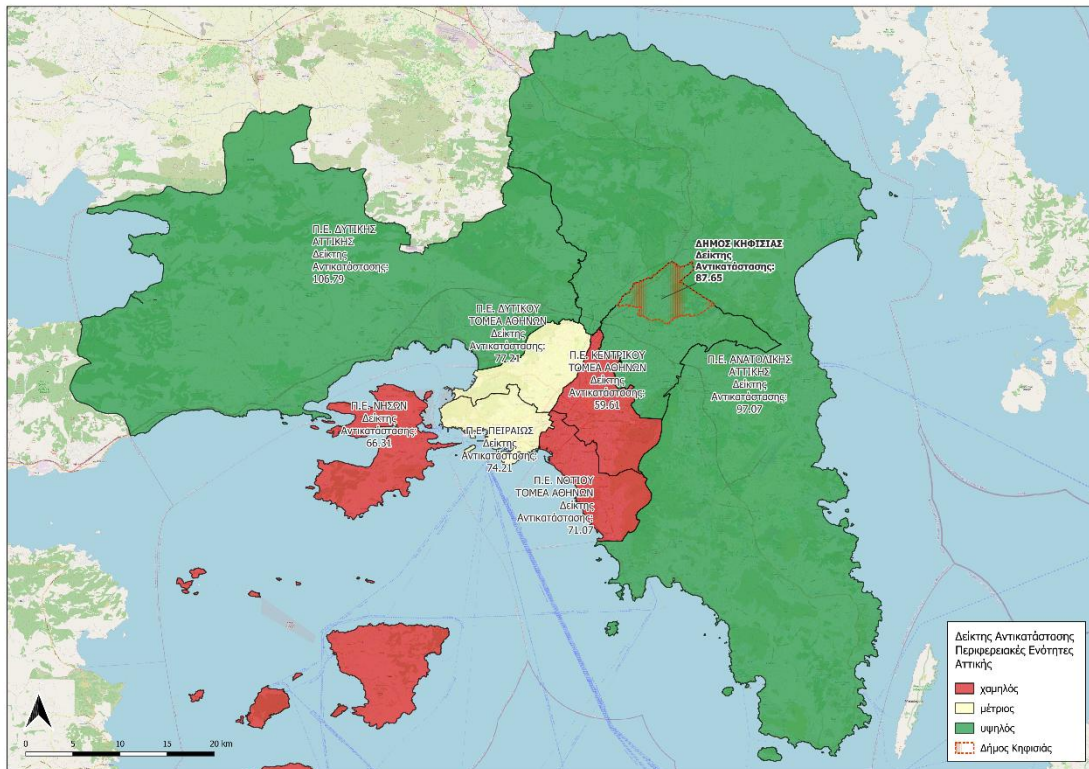 ΔΗΜΟΣ ΚΗΦΙΣΙΑΣ
Δείκτης
Αντικατάστασης:
87.65
Π.Ε. ΔΥΤΙΚΗΣ
ΑΤΤΙΚΗΣ
Δείκτης
Αντικατάστασης:
106.79
Π.Ε. ΔΥΤΙΚΟΥ
ΤΟΜΕΑ ΑΘΗΝΩΝ
Δείκτης
Αντικατάστασης:
77.21
Π.Ε. ΚΕΝΤΡΙΚΟΥ
ΤΟΜΕΑ ΑΘΗΝΩΝ
Δείκτης
Αντικατάστασης:
59.61
Π.Ε. ΑΝΑΤΟΛΙΚΗΣ
ΑΤΤΙΚΗΣ
Δείκτης
Αντικατάστασης:
97.07
Π.Ε. ΝΗΣΩΝ
Δείκτης
Αντικατάστασης:
66.31
Π.Ε. ΠΕΙΡΑΙΩΣ
Δείκτης
Αντικατάστασης:
74.21
Π.Ε. ΝΟΤΙΟΥ
ΤΟΜΕΑ ΑΘΗΝΩΝ
Δείκτης
Αντικατάστασης:
71.07
Δείκτης Αντικατάστασης
Περιφερειακές Ενότητες
Αττικής
χαμηλός
μέτριος
υψηλός
Δήμος Κηφισιάς
0 5 10 15 20 km